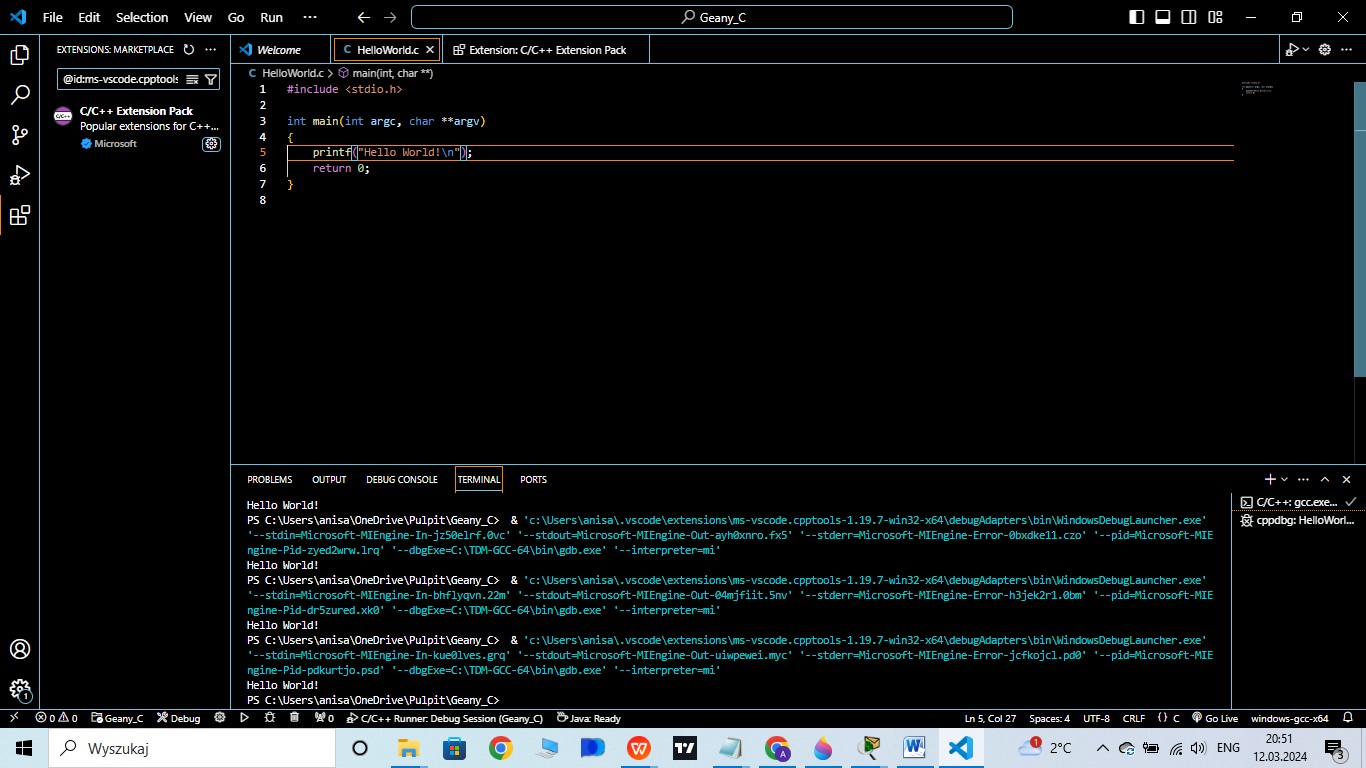 File Edit Selection View Go Run ··· Geany_C
EXTENSIONS: MARKETPLACE
@id:ms-vscode.cpptools
C/C++ Extension Pack
Popular extensions for C++...
Microsoft
Welcome
C HelloWorld.c
Extension: C/C++ Extension Pack
C HelloWorld.c > main(int, char **)
1 #include <stdio.h>
2
3 int main(int argc, char **argv)
4 {
5 printf("Hello World!\n");
6 return 0;
7 }
8
PROBLEMS OUTPUT DEBUG CONSOLE TERMINAL PORTS
Hello World!
PS C:\Users\anisa\OneDrive\Pulpit\Geany_C> & 'c:\Users\anisa\.vscode\extensions\ms-vscode.cpptools-1.19.7-win32-x64\debugAdapters\bin\WindowsDebugLauncher.exe'
'--stdin=Microsoft-MIEngine-In-jz50elrf.0vc' '--stdout=Microsoft-MIEngine-Out-ayh0xnro.fx5' '--stderr=Microsoft-MIEngine-Error-0bxdke11.czo' '--pid=Microsoft-MIE
ngine-Pid-zyed2wrw.lrq' '--dbgExe=C:\TDM-GCC-64\bin\gdb.exe' '--interpreter=mi'
Hello World!
PS C:\Users\anisa\OneDrive\Pulpit\Geany_C> & 'c:\Users\anisa\.vscode\extensions\ms-vscode.cpptools-1.19.7-win32-x64\debugAdapters\bin\WindowsDebugLauncher.exe'
'--stdin=Microsoft-MIEngine-In-bhflyqvn.22m' '--stdout=Microsoft-MIEngine-Out-04mjfiit.5nv' '--stderr=Microsoft-MIEngine-Error-h3jek2r1.0bm' '--pid=Microsoft-MIE
ngine-Pid-dr5zured.xk0' '--dbgExe=C:\TDM-GCC-64\bin\gdb.exe' '--interpreter=mi'
Hello World!
PS C:\Users\anisa\OneDrive\Pulpit\Geany_C> & 'c:\Users\anisa\.vscode\extensions\ms-vscode.cpptools-1.19.7-win32-x64\debugAdapters\bin\WindowsDebugLauncher.exe'
'--stdin=Microsoft-MIEngine-In-kue0lves.grq' '--stdout=Microsoft-MIEngine-Out-uiwpewei.myc' '--stderr=Microsoft-MIEngine-Error-jcfkojcl.pd0' '--pid=Microsoft-MIE
ngine-Pid-pdkurtjo.psd' '--dbgExe=C:\TDM-GCC-64\bin\gdb.exe' '--interpreter=mi'
Hello World!
PS C:\Users\anisa\OneDrive\Pulpit\Geany_C>
C/C++: gcc.exe...
cppdbg: HelloWorl...
1
0 0 Geany_C Debug 0 C/C++ Runner: Debug Session (Geany_C) Java: Ready Ln 5, Col 27 Spaces: 4 UTF-8 CRLF {} C Go Live windows-gcc-x64
Wyszukaj 1 2°C ENG 20:51
12.03.2024 3